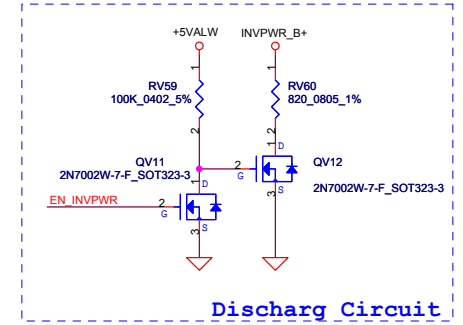 +5VALW INVPWR_B+
1 1
RV59 RV60
100K_0402_5% 820_0805_1%
2 2
QV11 1 D QV12
2N7002W-7-F_SOT323-3 2 G
1 D S 2N7002W-7-F_SOT323-3
EN_INVPWR 2 G 3
S
3
Discharg Circuit